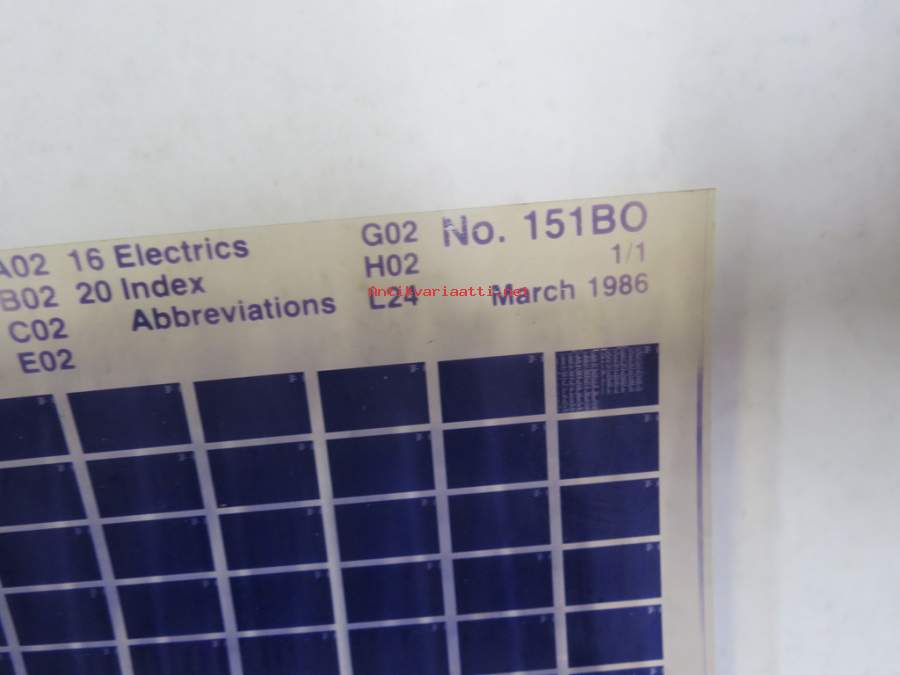 A02 16 Electrics G02 No. 151BO
B02 20 Index H02 1/1
C02 Abbreviations L24 March 1986
E02
Antikvariaatti.net